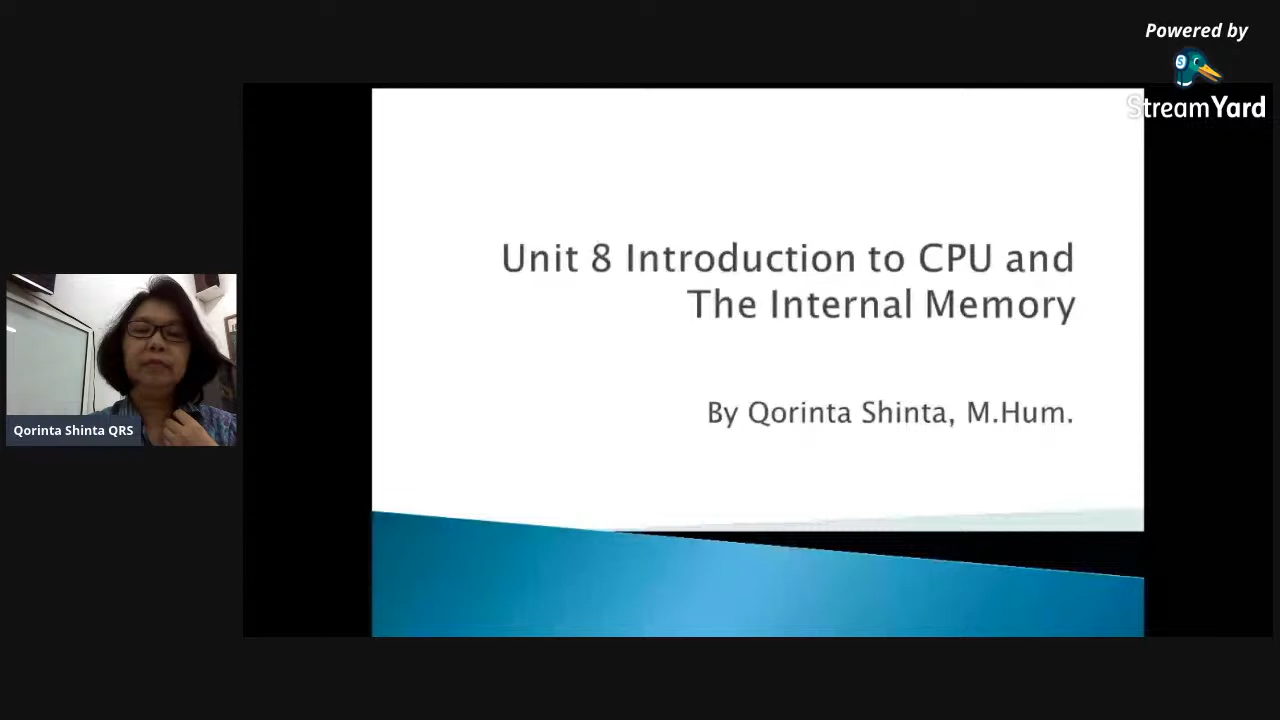 Powered by
StreamYard
Unit 8 Introduction to CPU and
The Internal Memory
By Qorinta Shinta, M.Hum.
Qorinta Shinta QRS